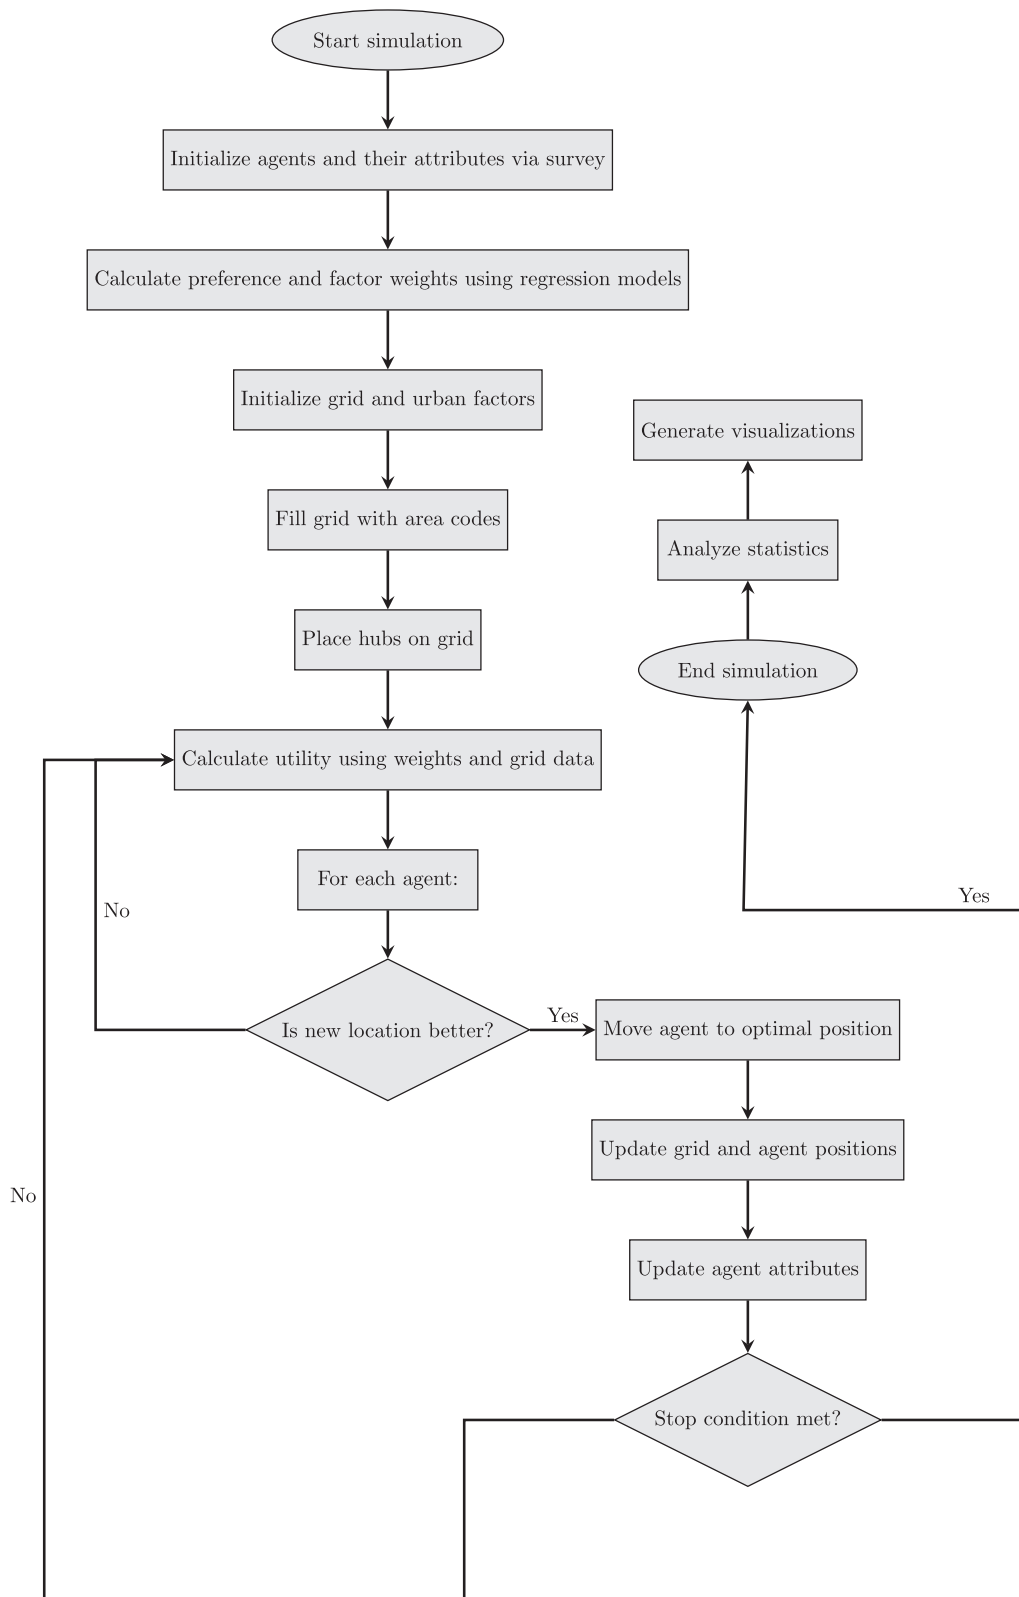 Start simulation
Initialize agents and their attributes via survey
Calculate preference and factor weights using regression models
Initialize grid and urban factors
Generate visualizations
Fill grid with area codes
Analyze statistics
Place hubs on grid
End simulation
Calculate utility using weights and grid data
For each agent:
Yes
No
Is new location better?
Yes
Move agent to optimal position
Update grid and agent positions
No
Update agent attributes
Stop condition met?